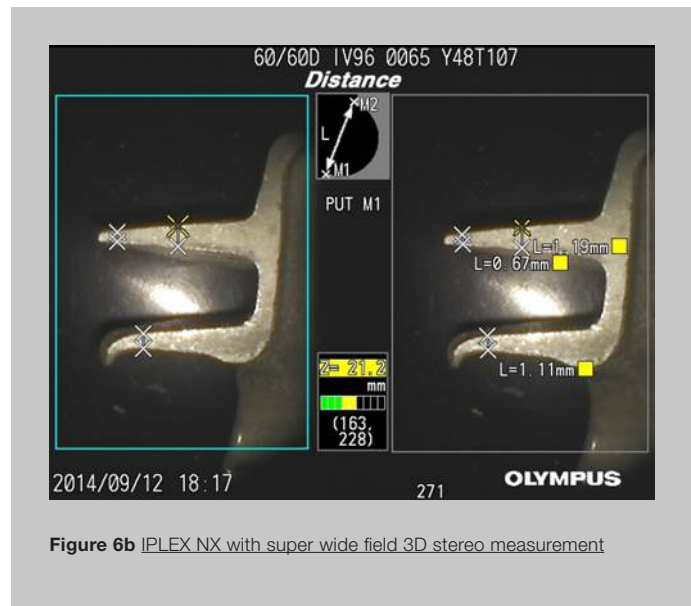 60/60D IV96 0065 Y48T107
Distance
M2
L
M1
PUT M1
L=1.19mm
L=0.67mm
L=1.11mm
Z= 21.2
mm
(163,
228)
2014/09/12 18:17
271
OLYMPUS
Figure 6b IPLEX NX with super wide field 3D stereo measurement